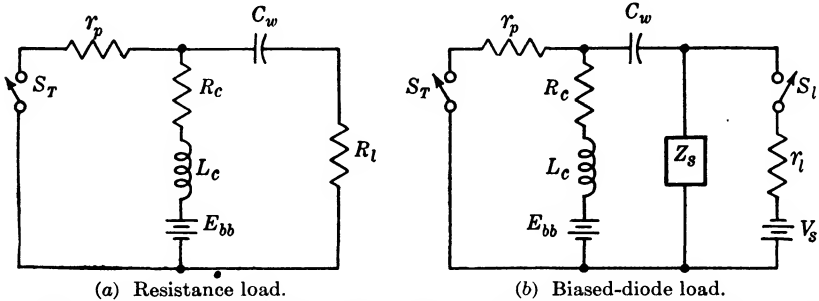 r_p
C_w
S_T
R_c
R_l
L_c
E_bb
(a) Resistance load.
r_p
C_w
S_T
R_c
S_l
Z_s
r_l
L_c
E_bb
V_s
(b) Biased-diode load.